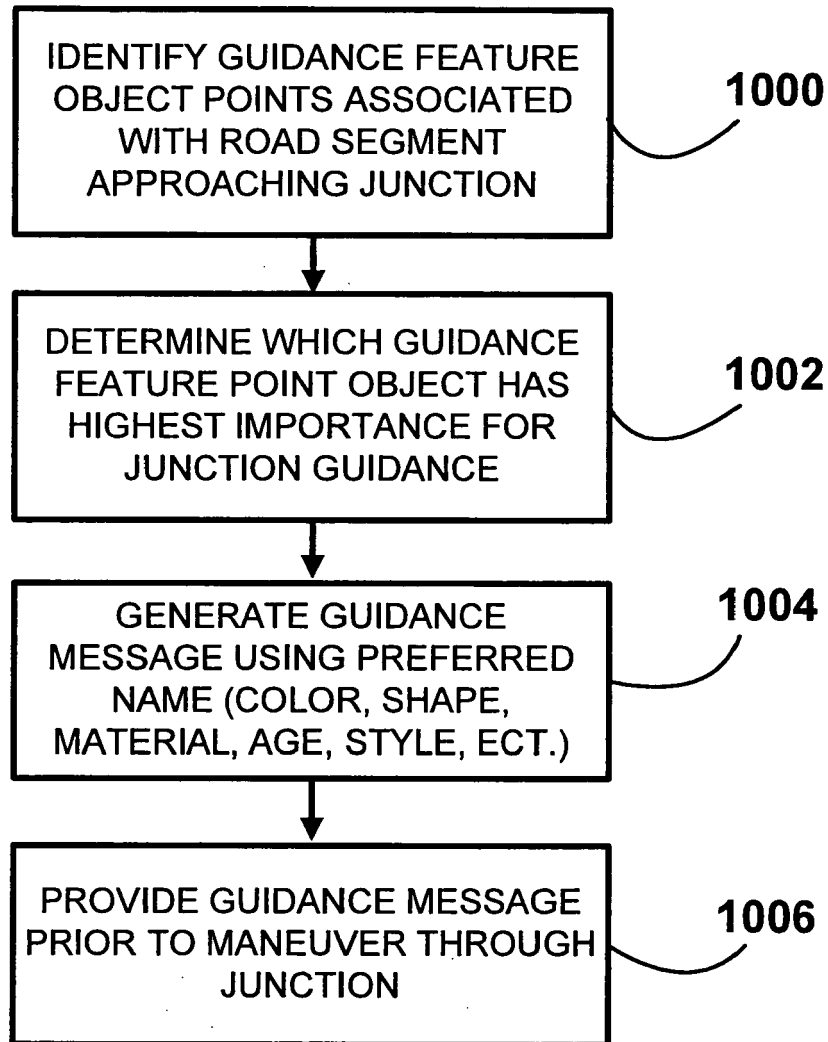 IDENTIFY GUIDANCE FEATURE
OBJECT POINTS ASSOCIATED
WITH ROAD SEGMENT
APPROACHING JUNCTION
1000
DETERMINE WHICH GUIDANCE
FEATURE POINT OBJECT HAS
HIGHEST IMPORTANCE FOR
JUNCTION GUIDANCE
1002
GENERATE GUIDANCE
MESSAGE USING PREFERRED
NAME (COLOR, SHAPE,
MATERIAL, AGE, STYLE, ECT.)
1004
PROVIDE GUIDANCE MESSAGE
PRIOR TO MANEUVER THROUGH
JUNCTION
1006